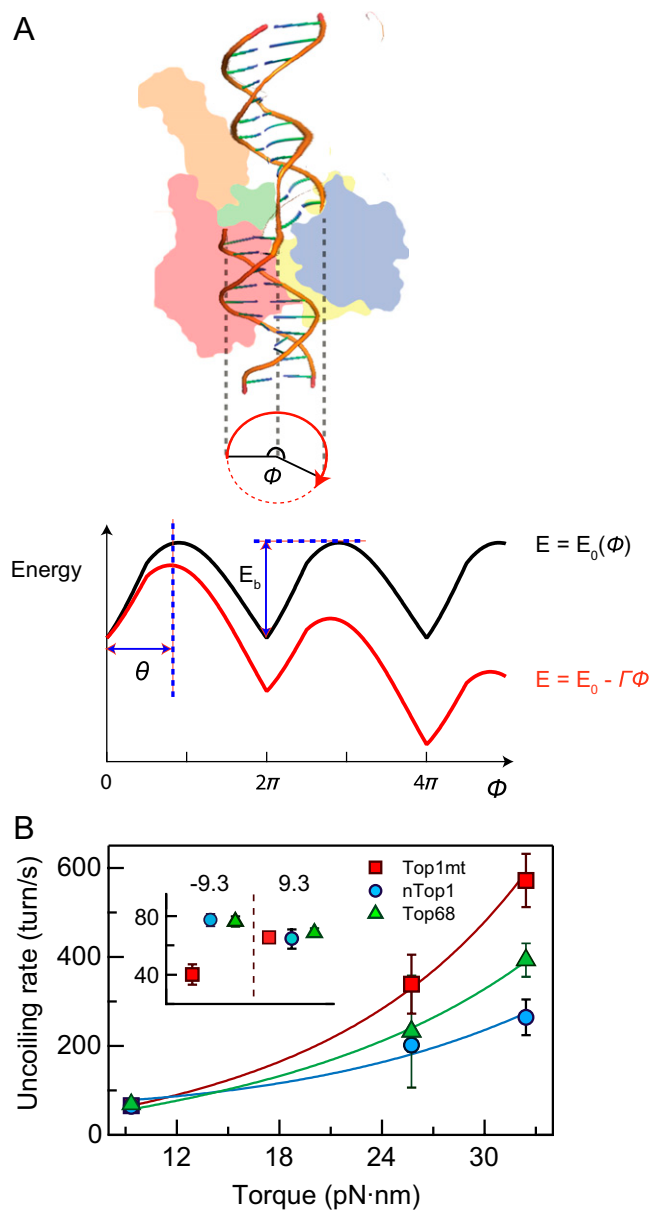 A
Φ
Energy
E = E₀(Φ)
E_b
θ
E = E₀ - ΓΦ
0
2π
4π
Φ
B
600
400
200
0
Uncoiling rate (turn/s)
-9.3 9.3
80
40
Top1mt
nTop1
Top68
12 18 24 30
Torque (pN·nm)